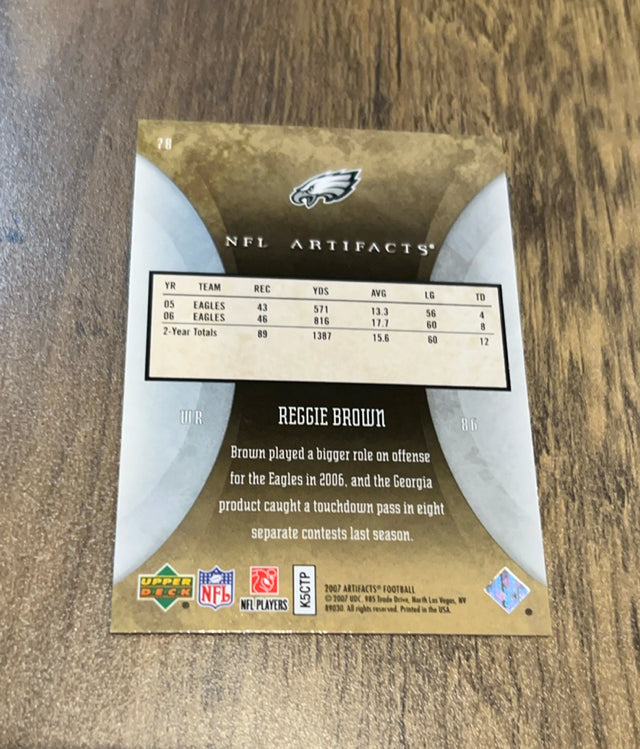 78
NFL ARTIFACTS®
YR TEAM REC YDS AVG LG TD
05 EAGLES 43 571 13.3 56 4
06 EAGLES 46 816 17.7 60 8
2-Year Totals 89 1387 15.6 60 12
WR
REGGIE BROWN
86
Brown played a bigger role on offense
for the Eagles in 2006, and the Georgia
product caught a touchdown pass in eight
separate contests last season.
UPPER
DECK
NFL
NFL PLAYERS
K5CTP
2007 ARTIFACTS® FOOTBALL
© 2007 UDC. 985 Trade Drive, North Las Vegas, NV
89030. All rights reserved. Printed in the USA.